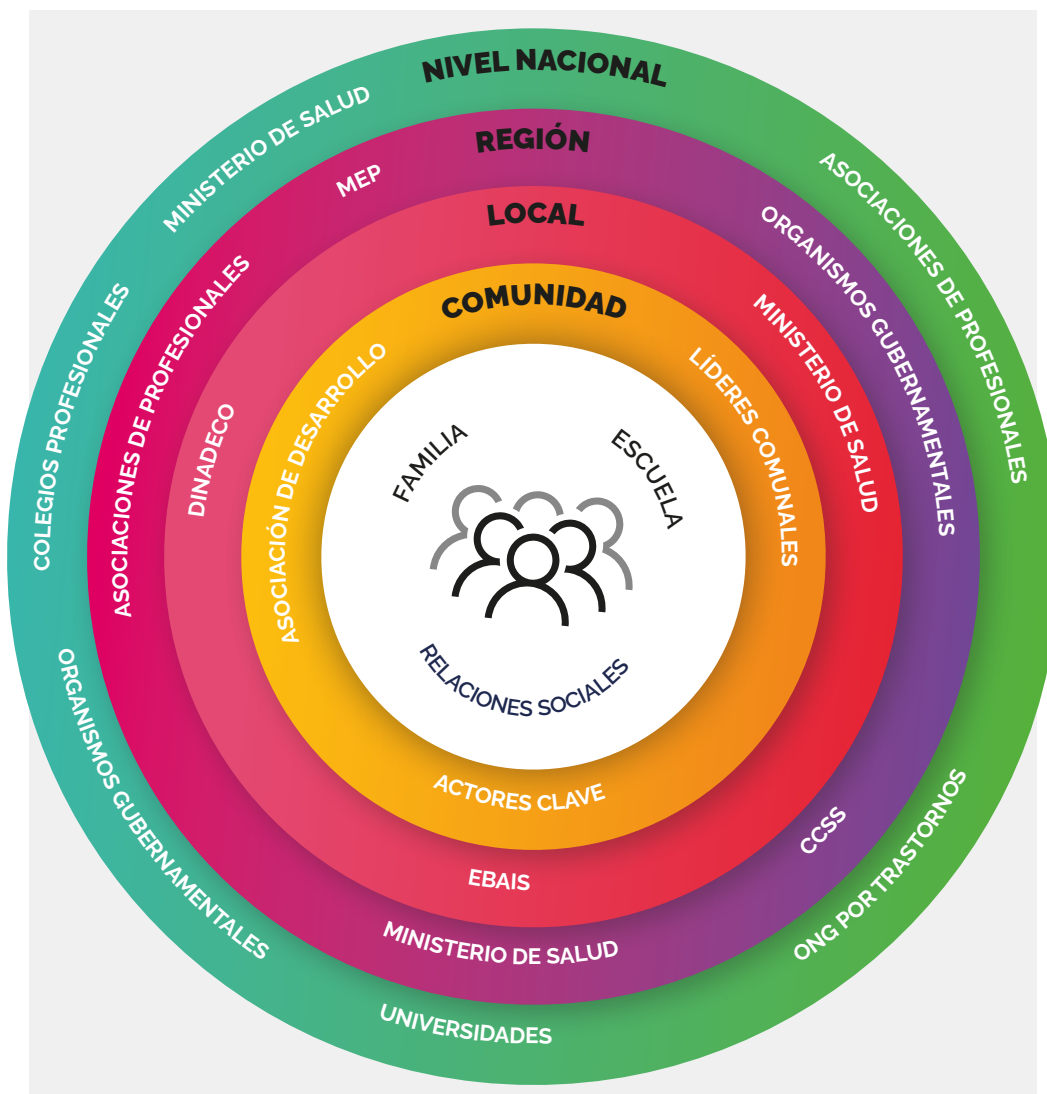 NIVEL NACIONAL
MINISTERIO DE SALUD
ASOCIACIONES DE PROFESIONALES
COLEGIOS PROFESIONALES
ORGANISMOS GUBERNAMENTALES
UNIVERSIDADES
ONG POR TRASTORNOS
REGIÓN
MEP
ORGANISMOS GUBERNAMENTALES
ASOCIACIONES DE PROFESIONALES
CCSS
MINISTERIO DE SALUD
LOCAL
MINISTERIO DE SALUD
DINADECO
EBAIS
COMUNIDAD
ASOCIACIÓN DE DESARROLLO
LÍDERES COMUNALES
ACTORES CLAVE
FAMILIA
ESCUELA
RELACIONES SOCIALES